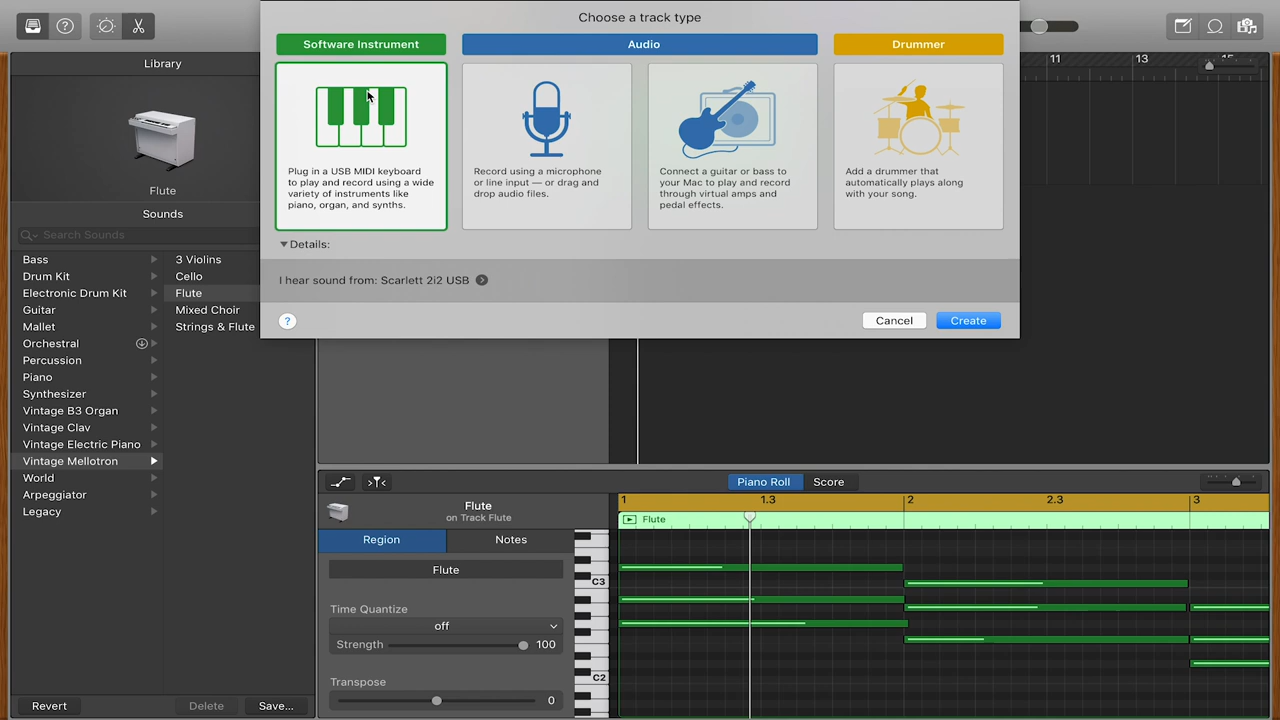 Choose a track type
Software Instrument
Audio
Drummer
Plug in a USB MIDI keyboard
to play and record using a wide
variety of instruments like
piano, organ, and synths.
Record using a microphone
or line input — or drag and
drop audio files.
Connect a guitar or bass to
your Mac to play and record
through virtual amps and
pedal effects.
Add a drummer that
automatically plays along
with your song.
Details:
I hear sound from: Scarlett 2i2 USB
?
Cancel
Create
?
11
13
15
Library
Flute
Sounds
Search Sounds
Bass
Drum Kit
Electronic Drum Kit
Guitar
Mallet
Orchestral
Percussion
Piano
Synthesizer
Vintage B3 Organ
Vintage Clav
Vintage Electric Piano
Vintage Mellotron
World
Arpeggiator
Legacy
3 Violins
Cello
Flute
Mixed Choir
Strings & Flute
Revert
Delete
Save...
Piano Roll
Score
Flute
on Track Flute
Region
Notes
Flute
Time Quantize
off
Strength
100
Transpose
0
1
1.3
2
2.3
3
Flute
C3
C2